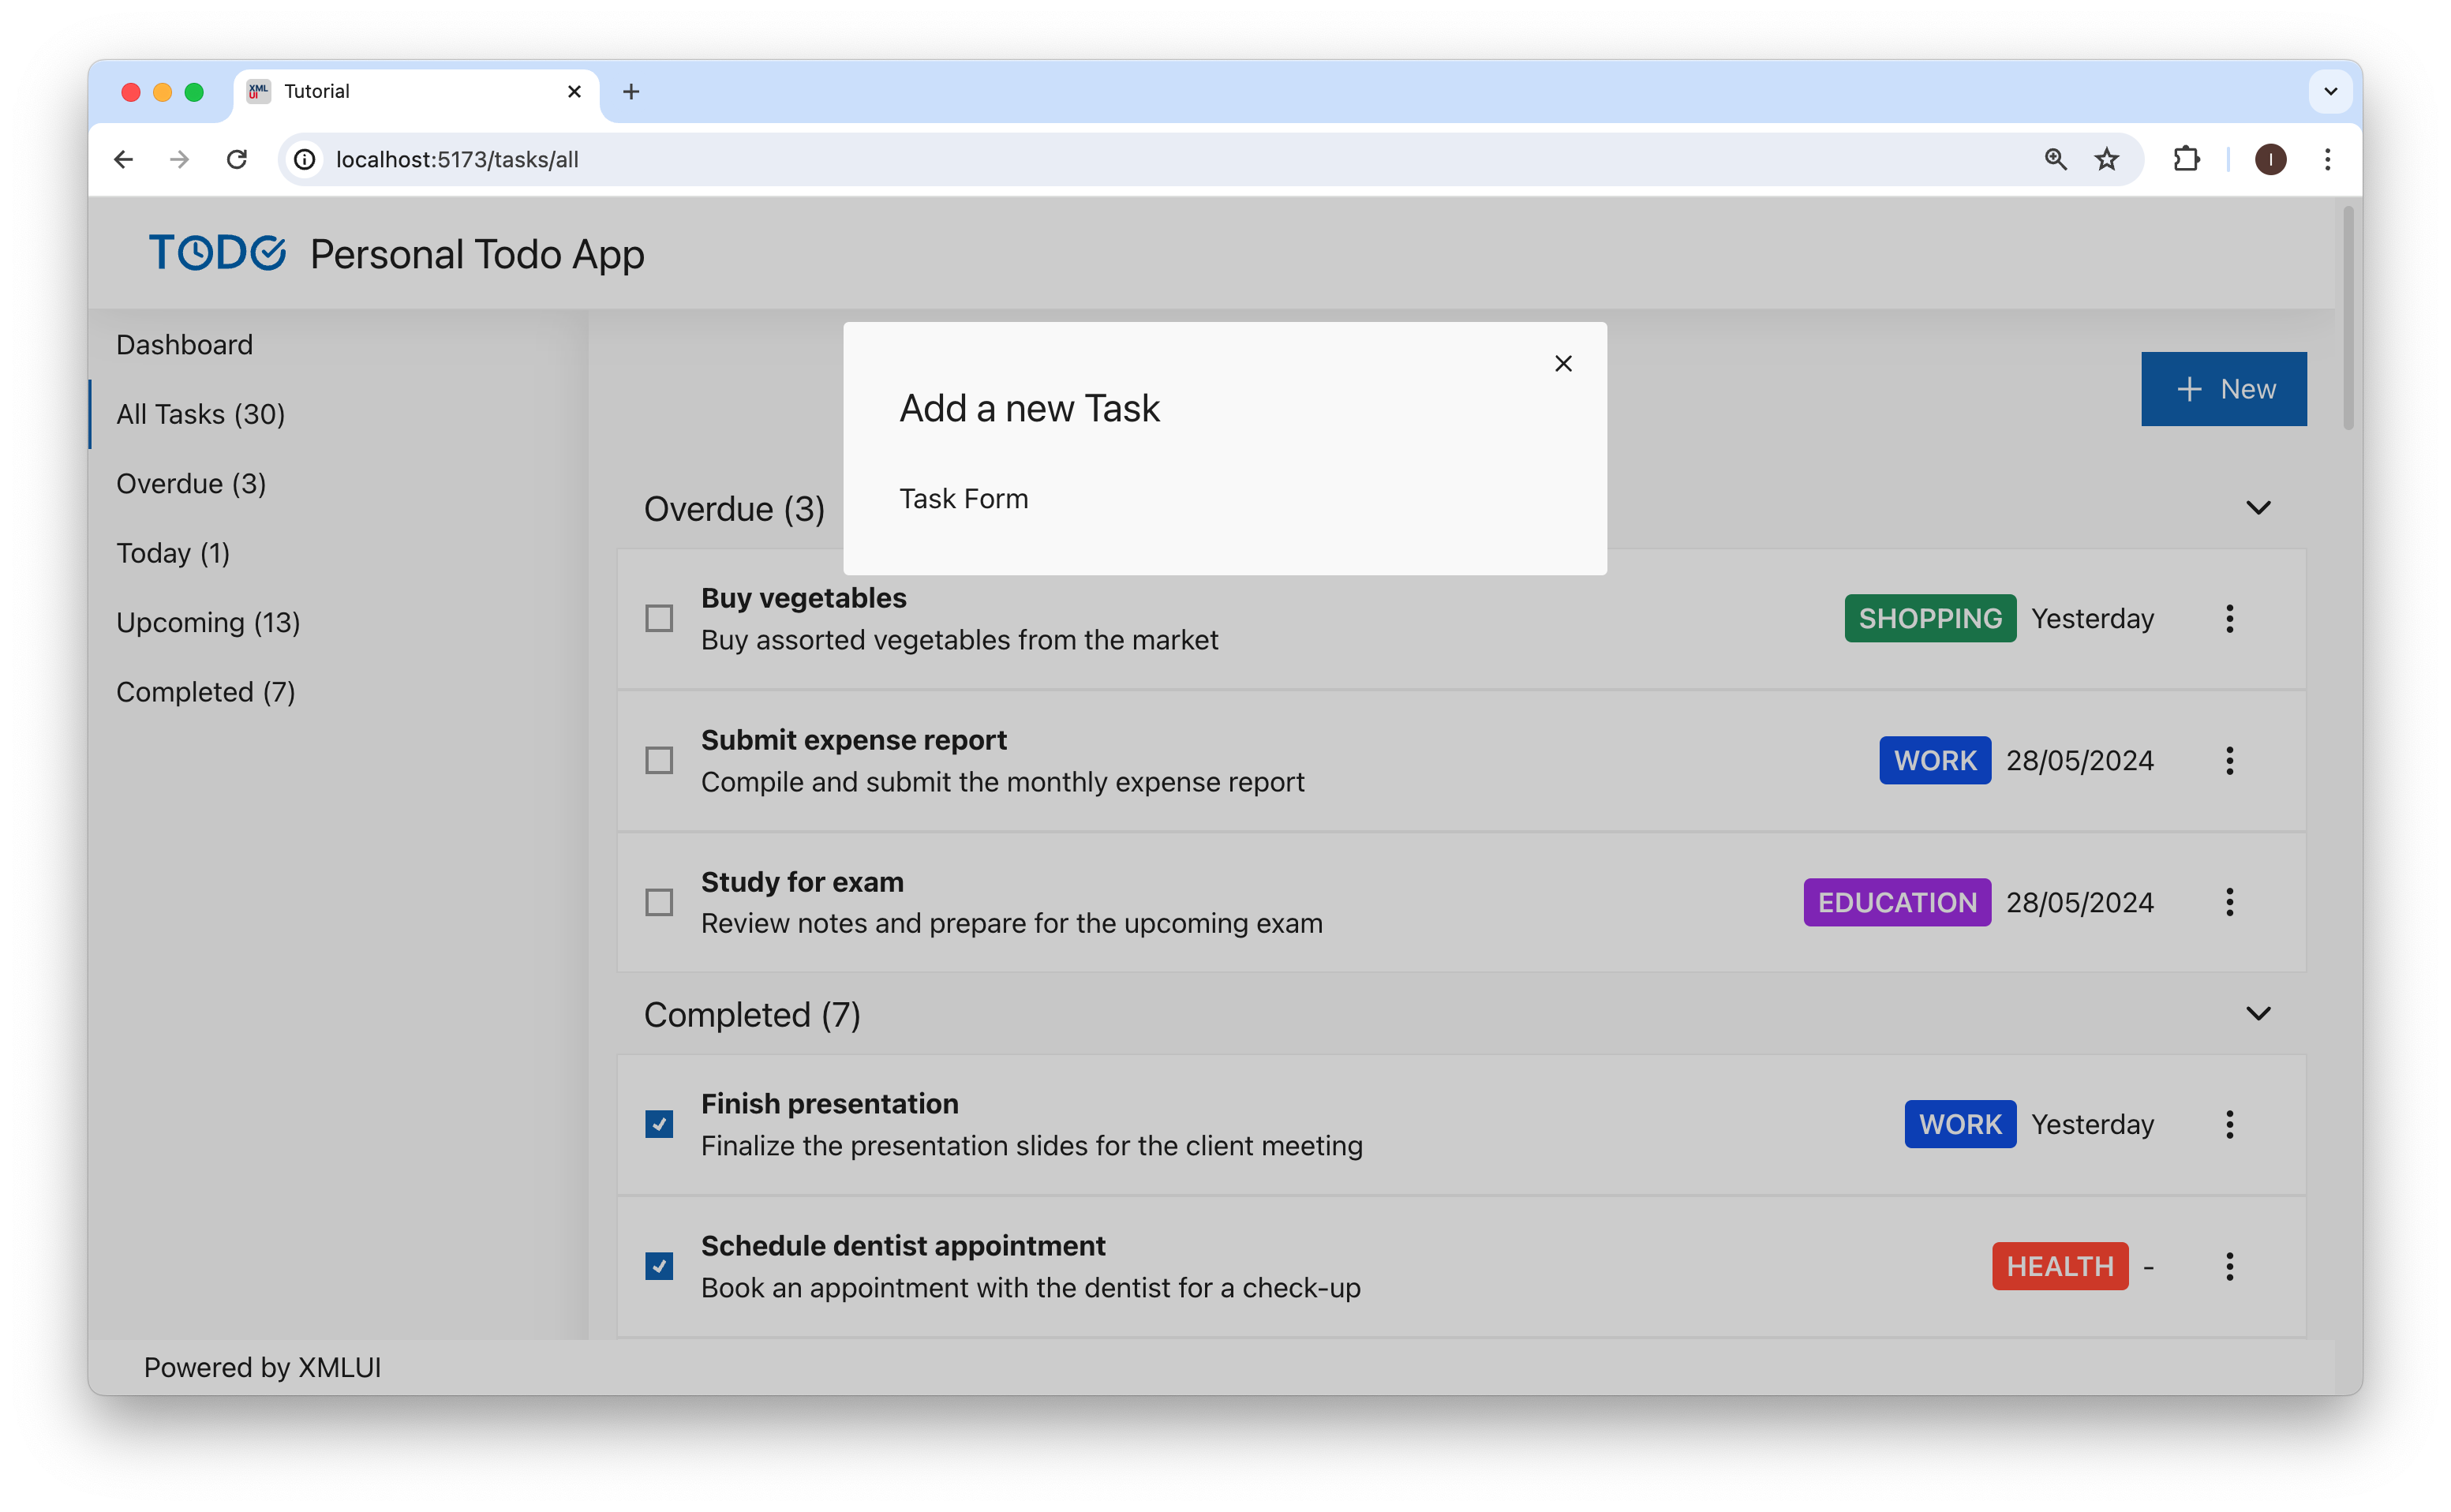 XML UI Tutorial
localhost:5173/tasks/all
I
TODO Personal Todo App
Dashboard
All Tasks (30)
Overdue (3)
Today (1)
Upcoming (13)
Completed (7)
Add a new Task
Task Form
New
Overdue (3)
Buy vegetables
Buy assorted vegetables from the market
SHOPPING Yesterday
Submit expense report
Compile and submit the monthly expense report
WORK 28/05/2024
Study for exam
Review notes and prepare for the upcoming exam
EDUCATION 28/05/2024
Completed (7)
Finish presentation
Finalize the presentation slides for the client meeting
WORK Yesterday
Schedule dentist appointment
Book an appointment with the dentist for a check-up
HEALTH -
Powered by XMLUI